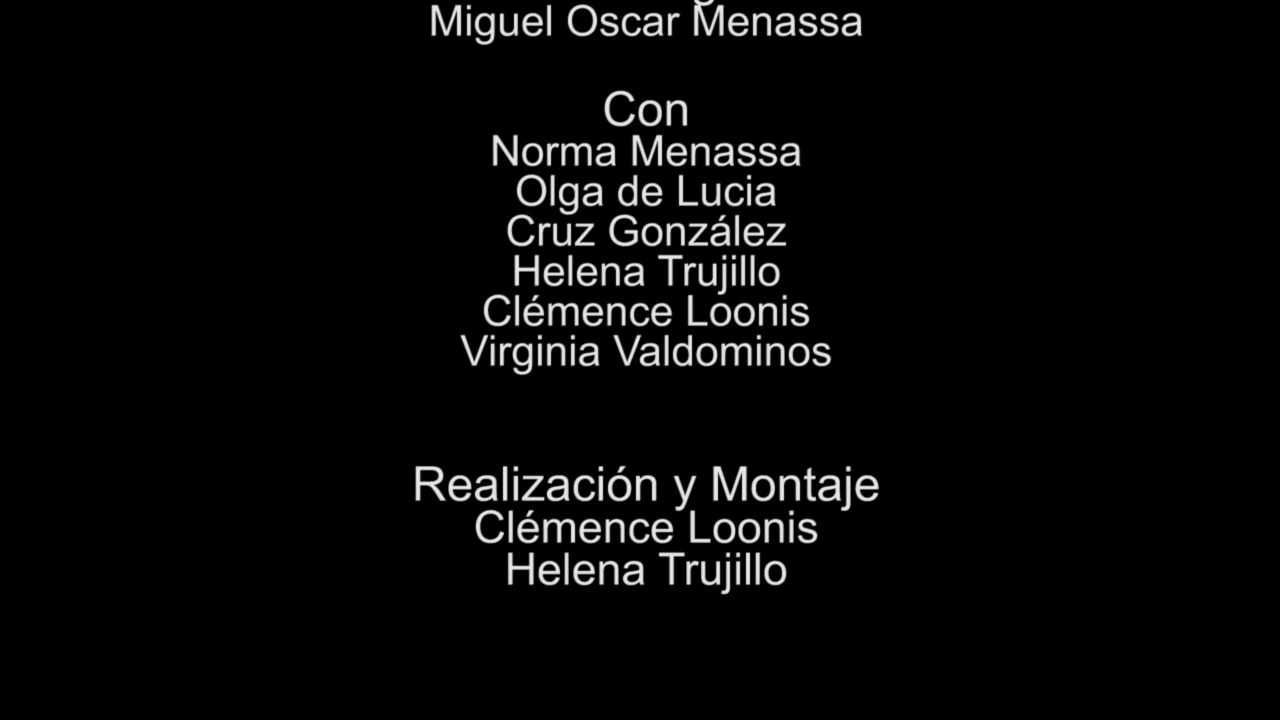 Miguel Oscar Menassa
Con
Norma Menassa
Olga de Lucia
Cruz González
Helena Trujillo
Clémence Loonis
Virginia Valdominos
Realización y Montaje
Clémence Loonis
Helena Trujillo